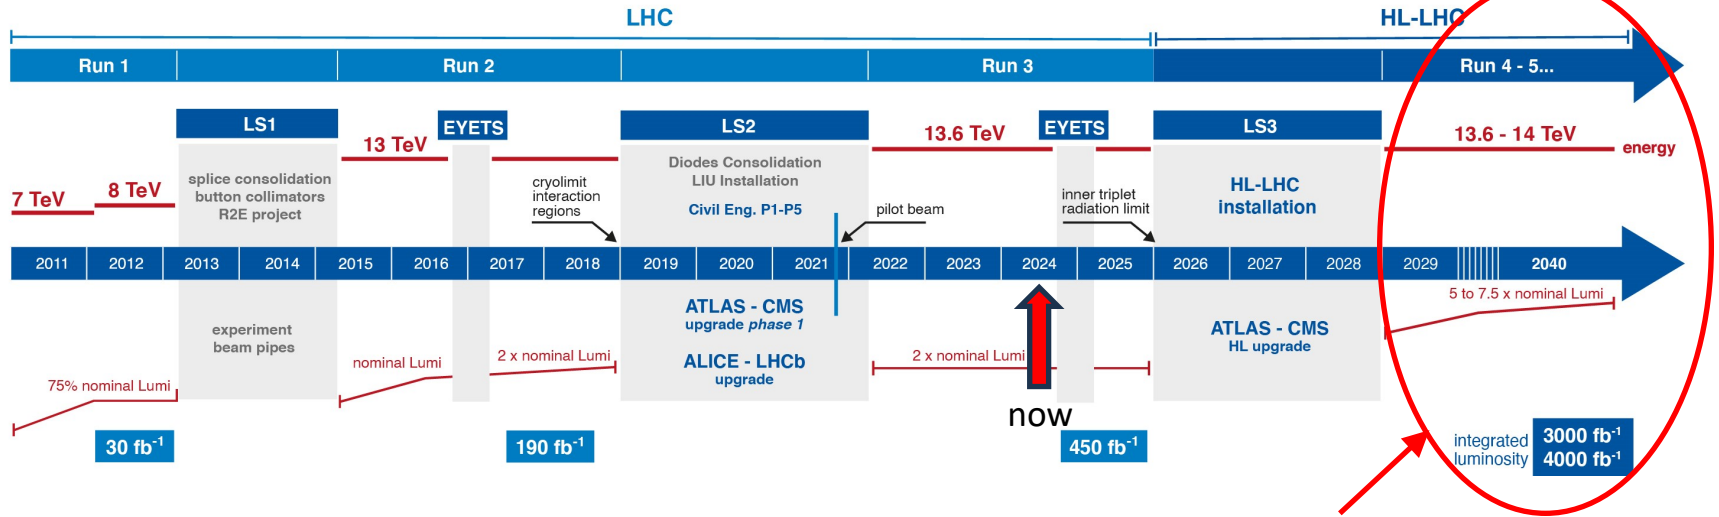 LHC
HL-LHC
Run 1
Run 2
Run 3
Run 4 - 5...
LS1
EYETS
LS2
EYETS
LS3
13 TeV
13.6 TeV
13.6 - 14 TeV
energy
7 TeV
8 TeV
splice consolidation
button collimators
R2E project
cryolimit
interaction
regions
Diodes Consolidation
LIU Installation
Civil Eng. P1-P5
pilot beam
inner triplet
radiation limit
HL-LHC
installation
2011
2012
2013
2014
2015
2016
2017
2018
2019
2020
2021
2022
2023
2024
2025
2026
2027
2028
2029
2040
5 to 7.5 x nominal Lumi
experiment
beam pipes
ATLAS - CMS
upgrade phase 1
ALICE - LHCb
upgrade
ATLAS - CMS
HL upgrade
75% nominal Lumi
nominal Lumi
2 x nominal Lumi
2 x nominal Lumi
now
30 fb⁻¹
190 fb⁻¹
450 fb⁻¹
integrated
luminosity
3000 fb⁻¹
4000 fb⁻¹